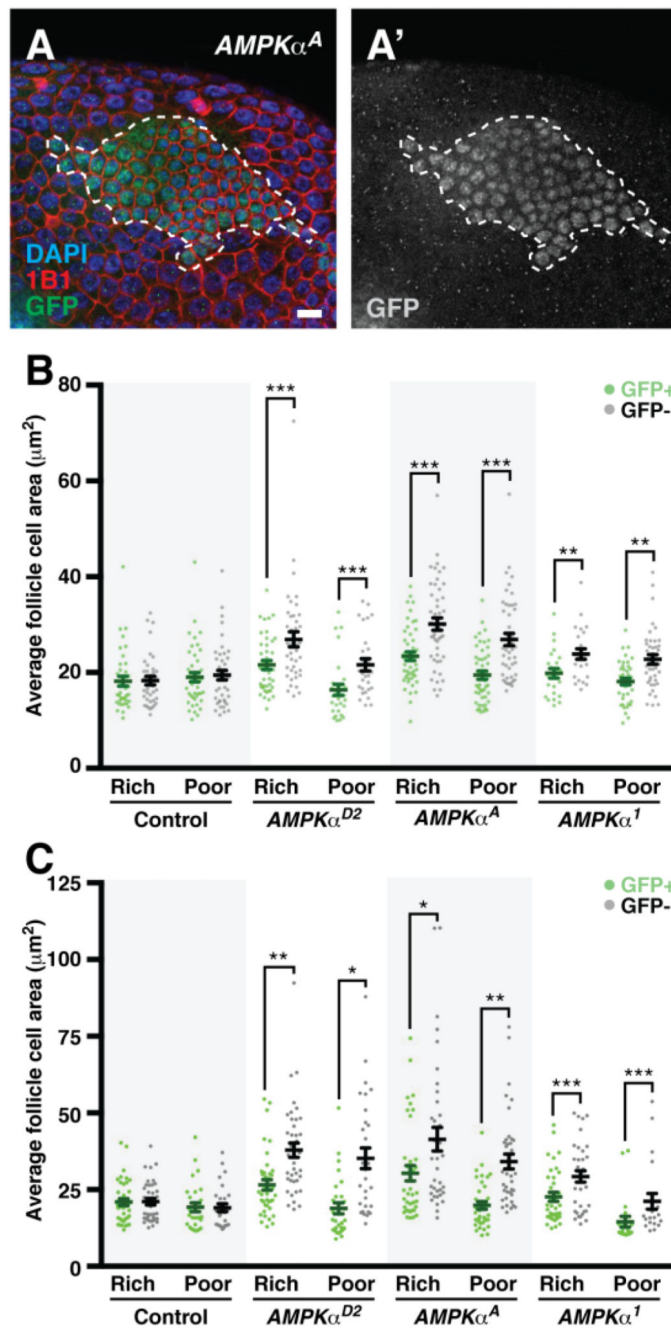 A
AMPKα^A
DAPI
1B1
GFP
A'
GFP
B
Average follicle cell area (μm²)
80
60
40
20
0
GFP+
GFP-
***
***
***
***
**
**
Rich Poor Rich Poor Rich Poor Rich Poor
Control AMPKα^D2 AMPKα^A AMPKα^1
C
Average follicle cell area (μm²)
125
100
75
50
25
0
GFP+
GFP-
**
*
*
**
***
***
Rich Poor Rich Poor Rich Poor Rich Poor
Control AMPKα^D2 AMPKα^A AMPKα^1